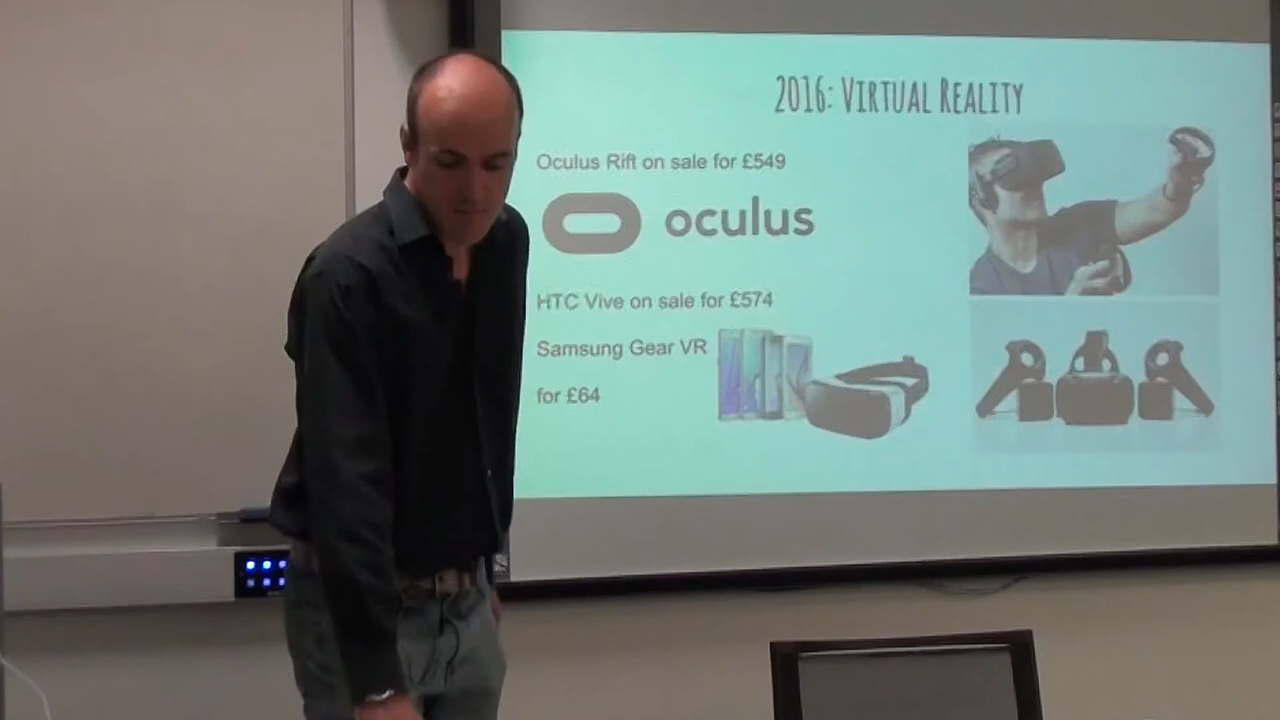 2016: VIRTUAL REALITY
Oculus Rift on sale for £549
oculus
HTC Vive on sale for £574
Samsung Gear VR
for £64